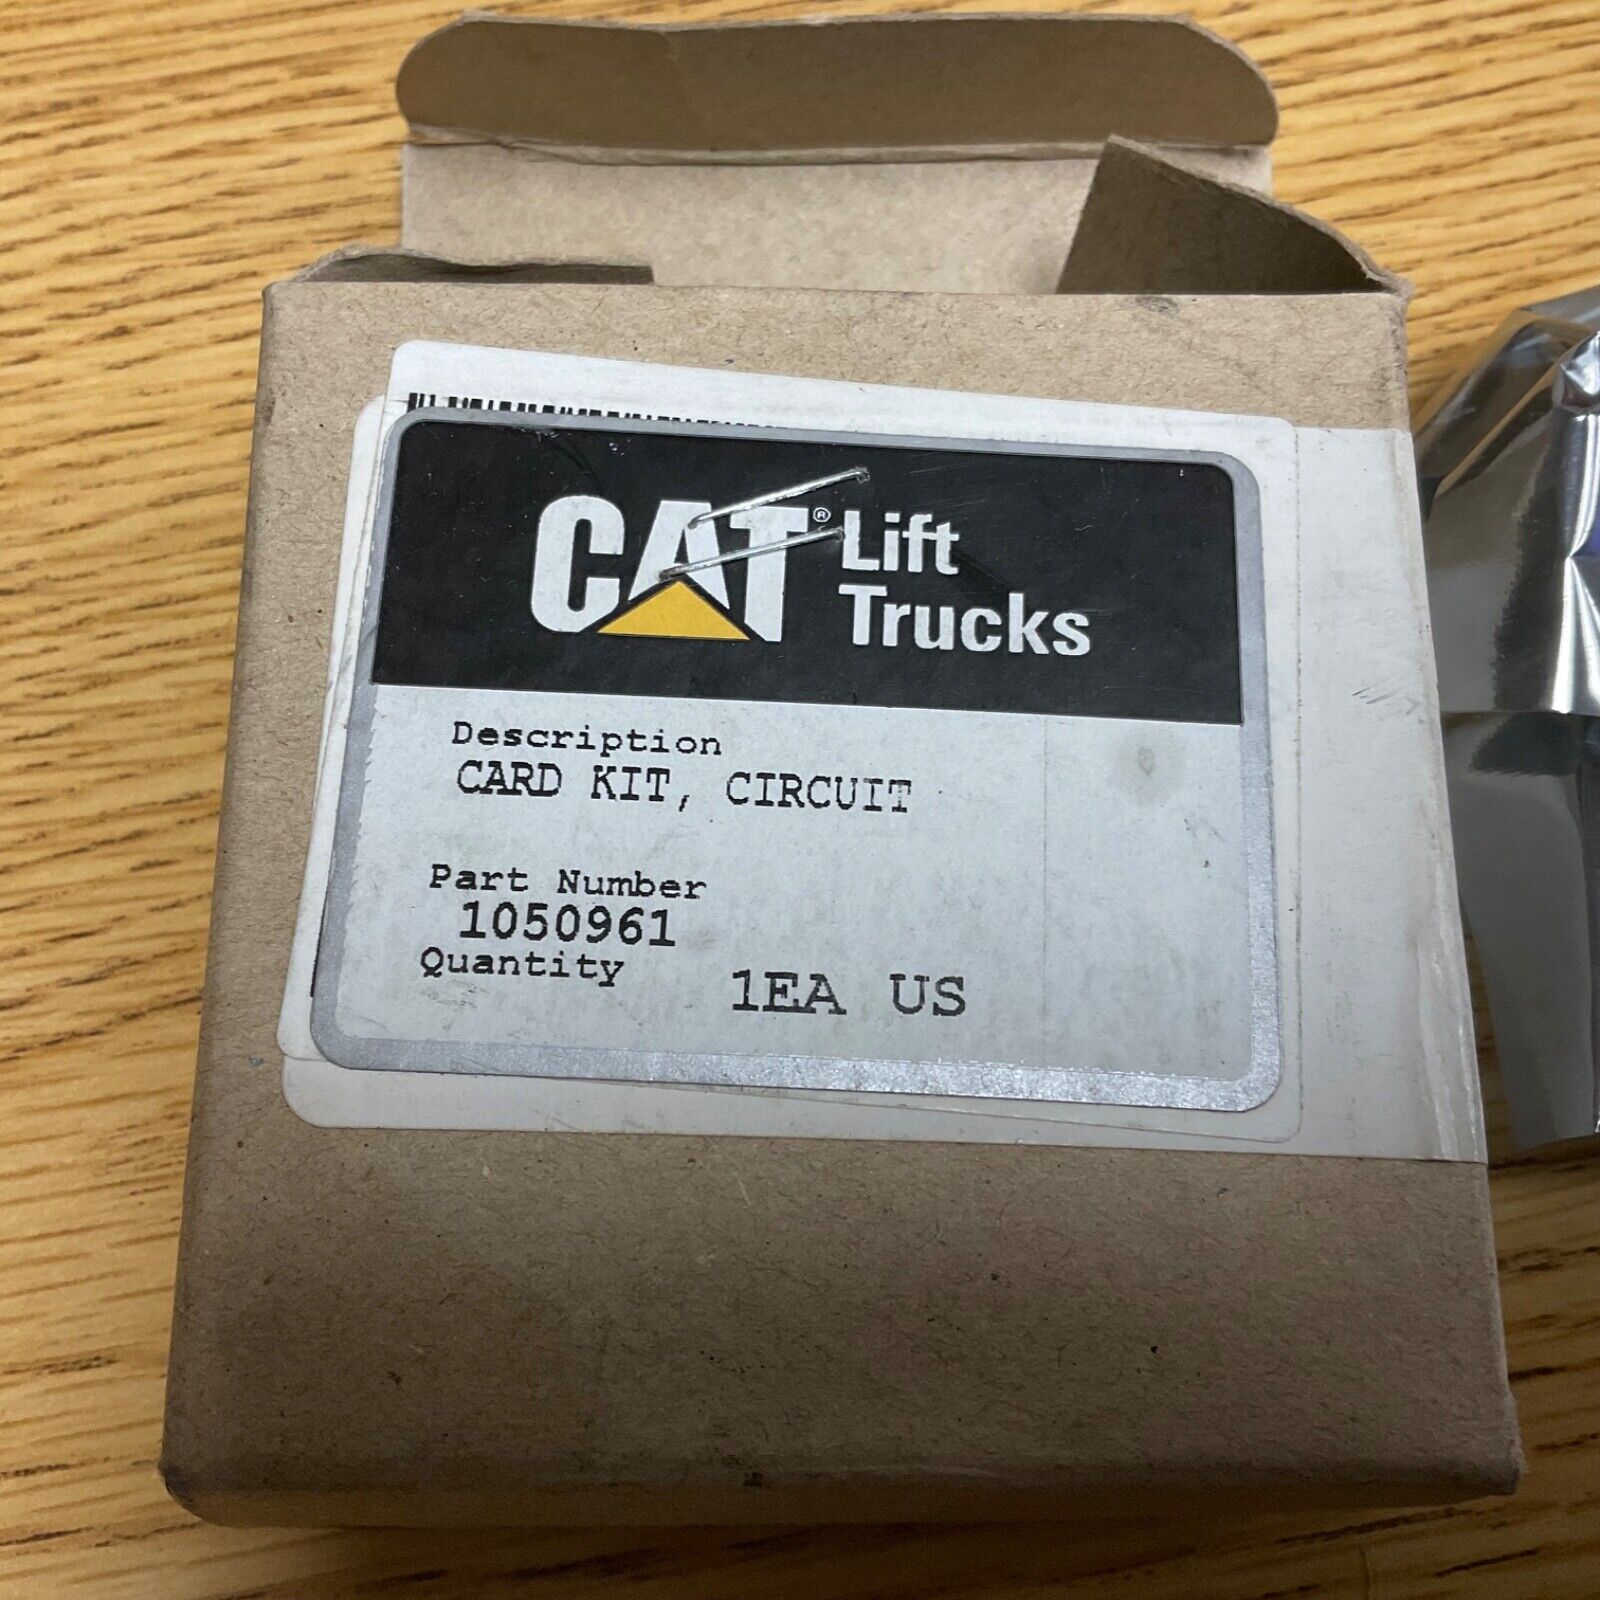 CAT® Lift
Trucks
Description
CARD KIT, CIRCUIT
Part Number
1050961
Quantity
1EA US